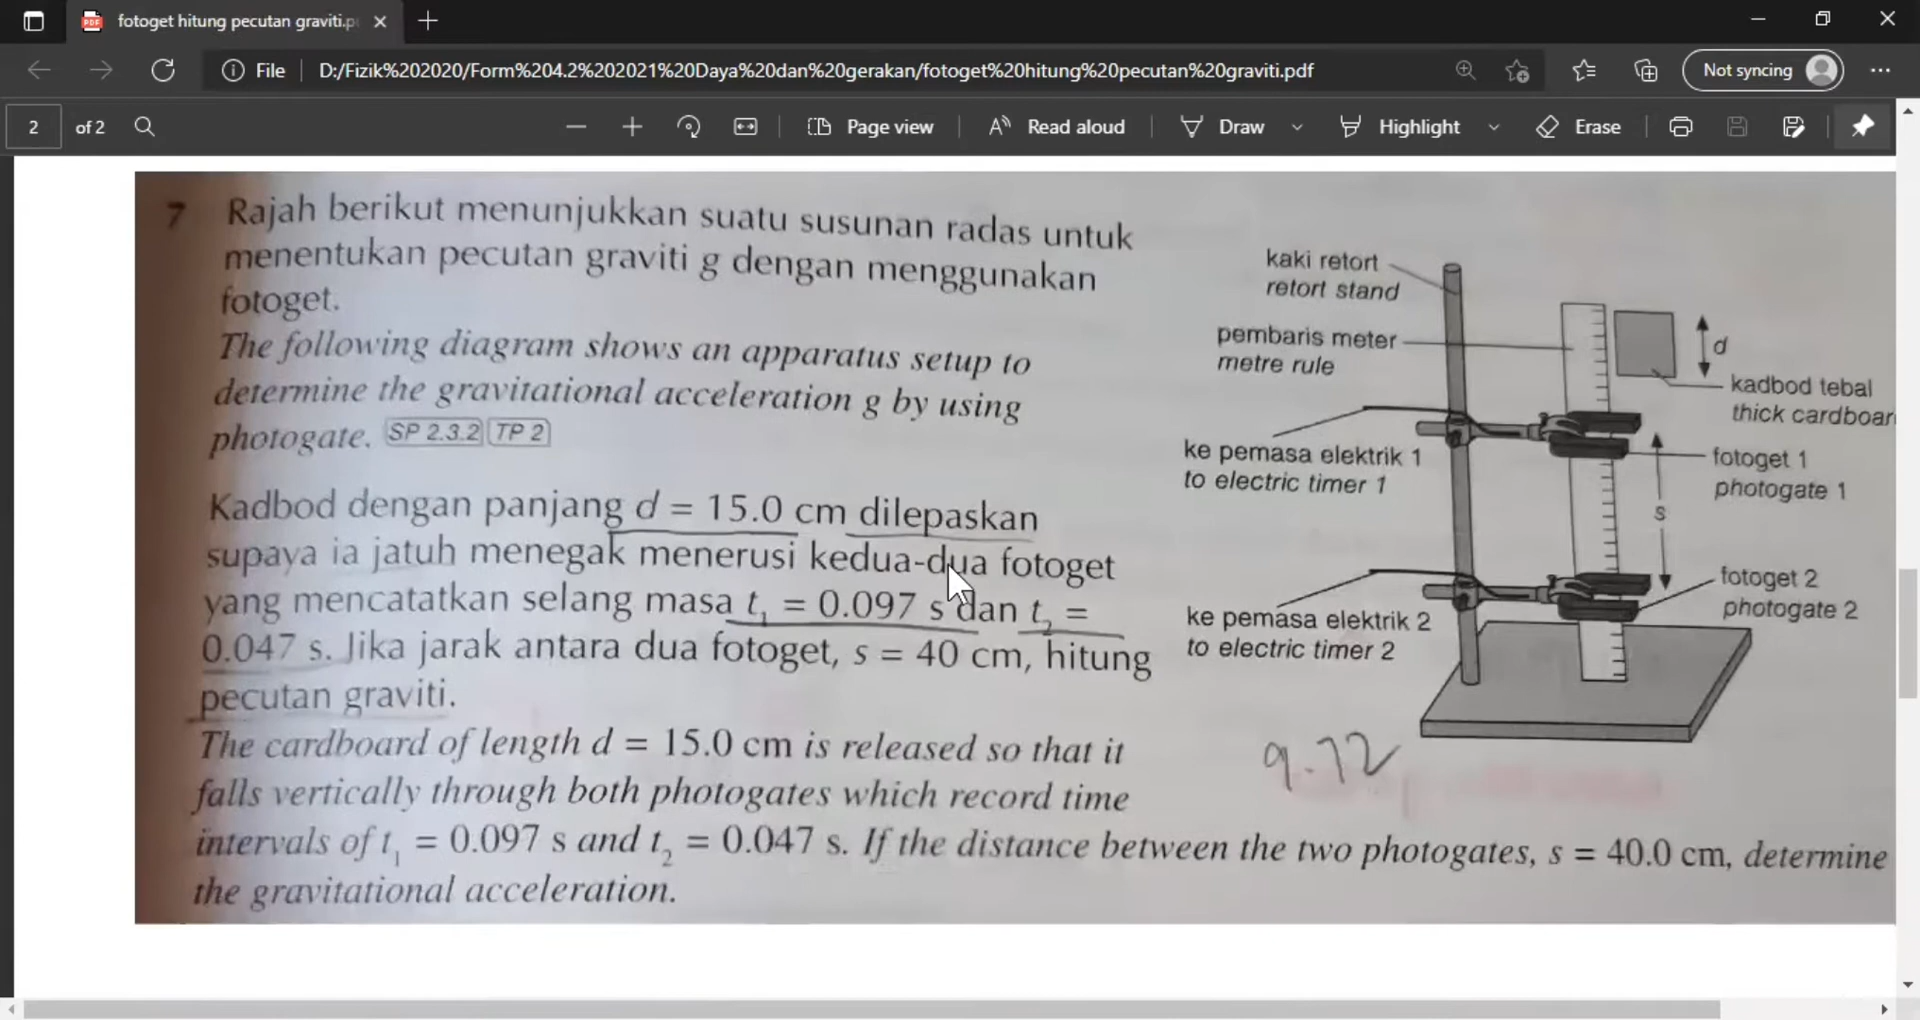 fotoget hitung pecutan graviti.p
File
D:/Fizik%202020/Form%204.2%202021%20Daya%20dan%20gerakan/fotoget%20hitung%20pecutan%20graviti.pdf
Not syncing
2 of 2
Page view
Read aloud
Draw
Highlight
Erase
7 Rajah berikut menunjukkan suatu susunan radas untuk
menentukan pecutan graviti g dengan menggunakan
fotoget.
The following diagram shows an apparatus setup to
determine the gravitational acceleration g by using
photogate. SP 2.3.2 TP 2
Kadbod dengan panjang d = 15.0 cm dilepaskan
supaya ia jatuh menegak menerusi kedua-dua fotoget
yang mencatatkan selang masa t₁ = 0.097 s dan t₂ =
0.047 s. Jika jarak antara dua fotoget, s = 40 cm, hitung
pecutan graviti.
The cardboard of length d = 15.0 cm is released so that it
falls vertically through both photogates which record time
intervals of t₁ = 0.097 s and t₂ = 0.047 s. If the distance between the two photogates, s = 40.0 cm, determine
the gravitational acceleration.
kaki retort
retort stand
pembaris meter
metre rule
d
kadbod tebal
thick cardboar
ke pemasa elektrik 1
to electric timer 1
fotoget 1
photogate 1
s
fotoget 2
photogate 2
ke pemasa elektrik 2
to electric timer 2
9.72